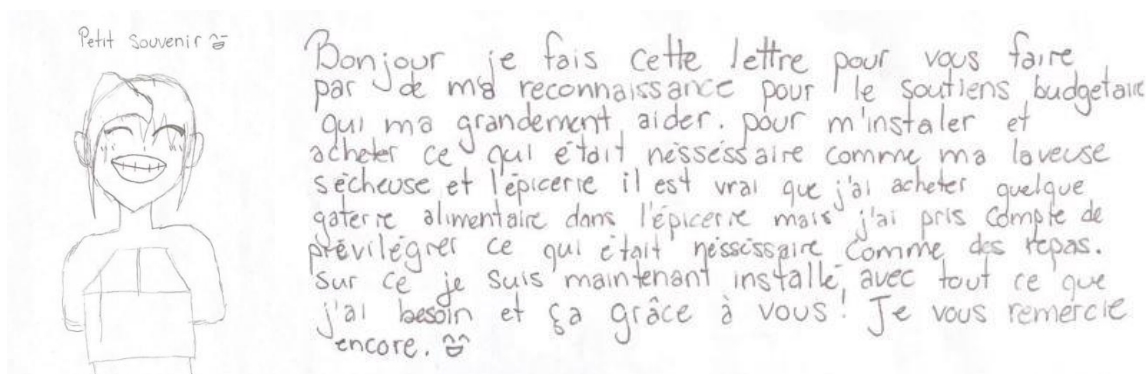 Petit Souvenir
Bonjour je fais cette lettre pour vous faire
par de ma reconnaissance pour le soutiens budgetaire
qui ma grandement aider. pour m'instaler et
acheter ce qui était nésséssaire comme ma laveuse
sécheuse et l'épicerie il est vrai que j'ai acheter quelque
gaterre alimentaire dans l'épicerie mais j'ai pris compte de
prévilégrer ce qui était néssessaire comme des repas.
Sur ce je suis maintenant installé, avec tout ce que
j'ai besoin et ça grâce à vous! Je vous remercie
encore.